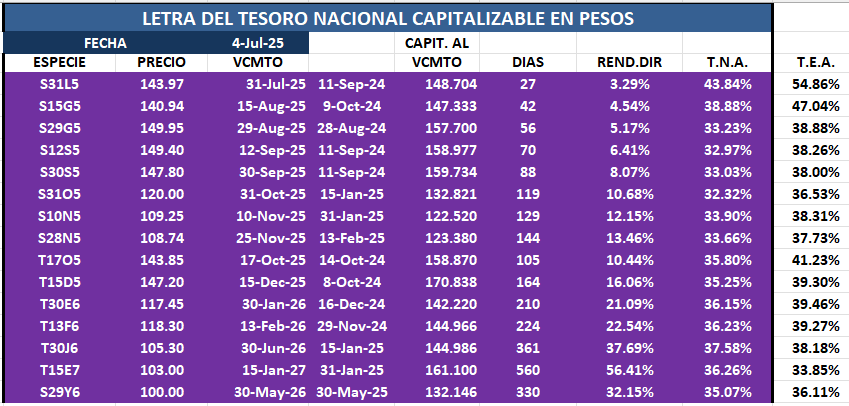 LETRA DEL TESORO NACIONAL CAPITALIZABLE EN PESOS
FECHA 4-Jul-25 CAPIT. AL
ESPECIE PRECIO VCMTO VCMTO DIAS REND.DIR T.N.A. T.E.A.
S31L5 143.97 31-Jul-25 11-Sep-24 148.704 27 3.29% 43.84% 54.86%
S15G5 140.94 15-Aug-25 9-Oct-24 147.333 42 4.54% 38.88% 47.04%
S29G5 149.95 29-Aug-25 28-Aug-24 157.700 56 5.17% 33.23% 38.88%
S12S5 149.40 12-Sep-25 11-Sep-24 158.977 70 6.41% 32.97% 38.26%
S30S5 147.80 30-Sep-25 11-Sep-24 159.734 88 8.07% 33.03% 38.00%
S31O5 120.00 31-Oct-25 15-Jan-25 132.821 119 10.68% 32.32% 36.53%
S10N5 109.25 10-Nov-25 31-Jan-25 122.520 129 12.15% 33.90% 38.31%
S28N5 108.74 25-Nov-25 13-Feb-25 123.380 144 13.46% 33.66% 37.73%
T17O5 143.85 17-Oct-25 14-Oct-24 158.870 105 10.44% 35.80% 41.23%
T15D5 147.20 15-Dec-25 8-Oct-24 170.838 164 16.06% 35.25% 39.30%
T30E6 117.45 30-Jan-26 16-Dec-24 142.220 210 21.09% 36.15% 39.46%
T13F6 118.30 13-Feb-26 29-Nov-24 144.966 224 22.54% 36.23% 39.27%
T30J6 105.30 30-Jun-26 15-Jan-25 144.986 361 37.69% 37.58% 38.18%
T15E7 103.00 15-Jan-27 31-Jan-25 161.100 560 56.41% 36.26% 33.85%
S29Y6 100.00 30-May-26 30-May-25 132.146 330 32.15% 35.07% 36.11%